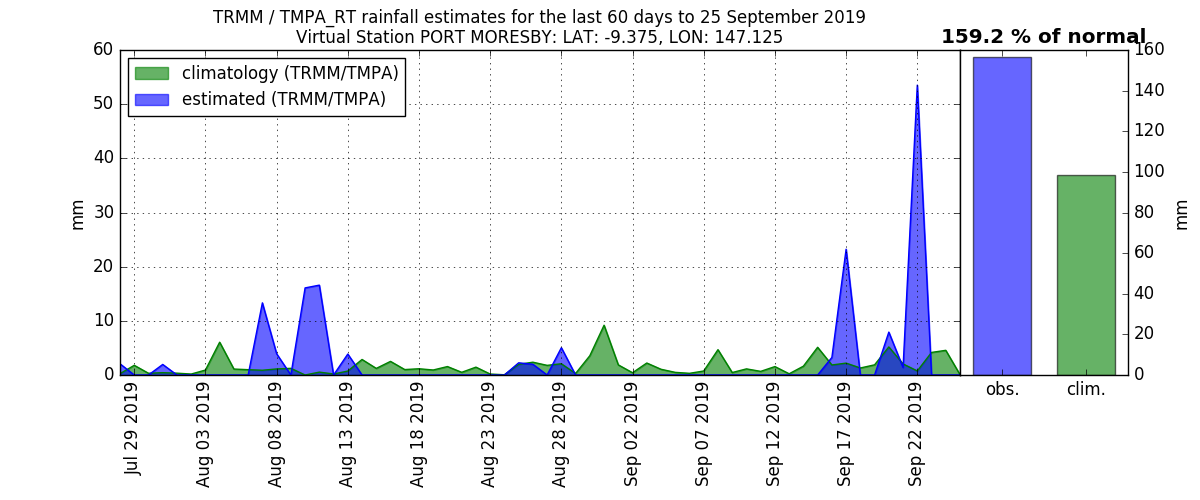 TRMM / TMPA_RT rainfall estimates for the last 60 days to 25 September 2019
Virtual Station PORT MORESBY: LAT: -9.375, LON: 147.125
159.2 % of normal
climatology (TRMM/TMPA)
estimated (TRMM/TMPA)
mm
60
50
40
30
20
10
0
Jul 29 2019
Aug 03 2019
Aug 08 2019
Aug 13 2019
Aug 18 2019
Aug 23 2019
Aug 28 2019
Sep 02 2019
Sep 07 2019
Sep 12 2019
Sep 17 2019
Sep 22 2019
obs.
clim.
160
140
120
100
80
60
40
20
0
mm